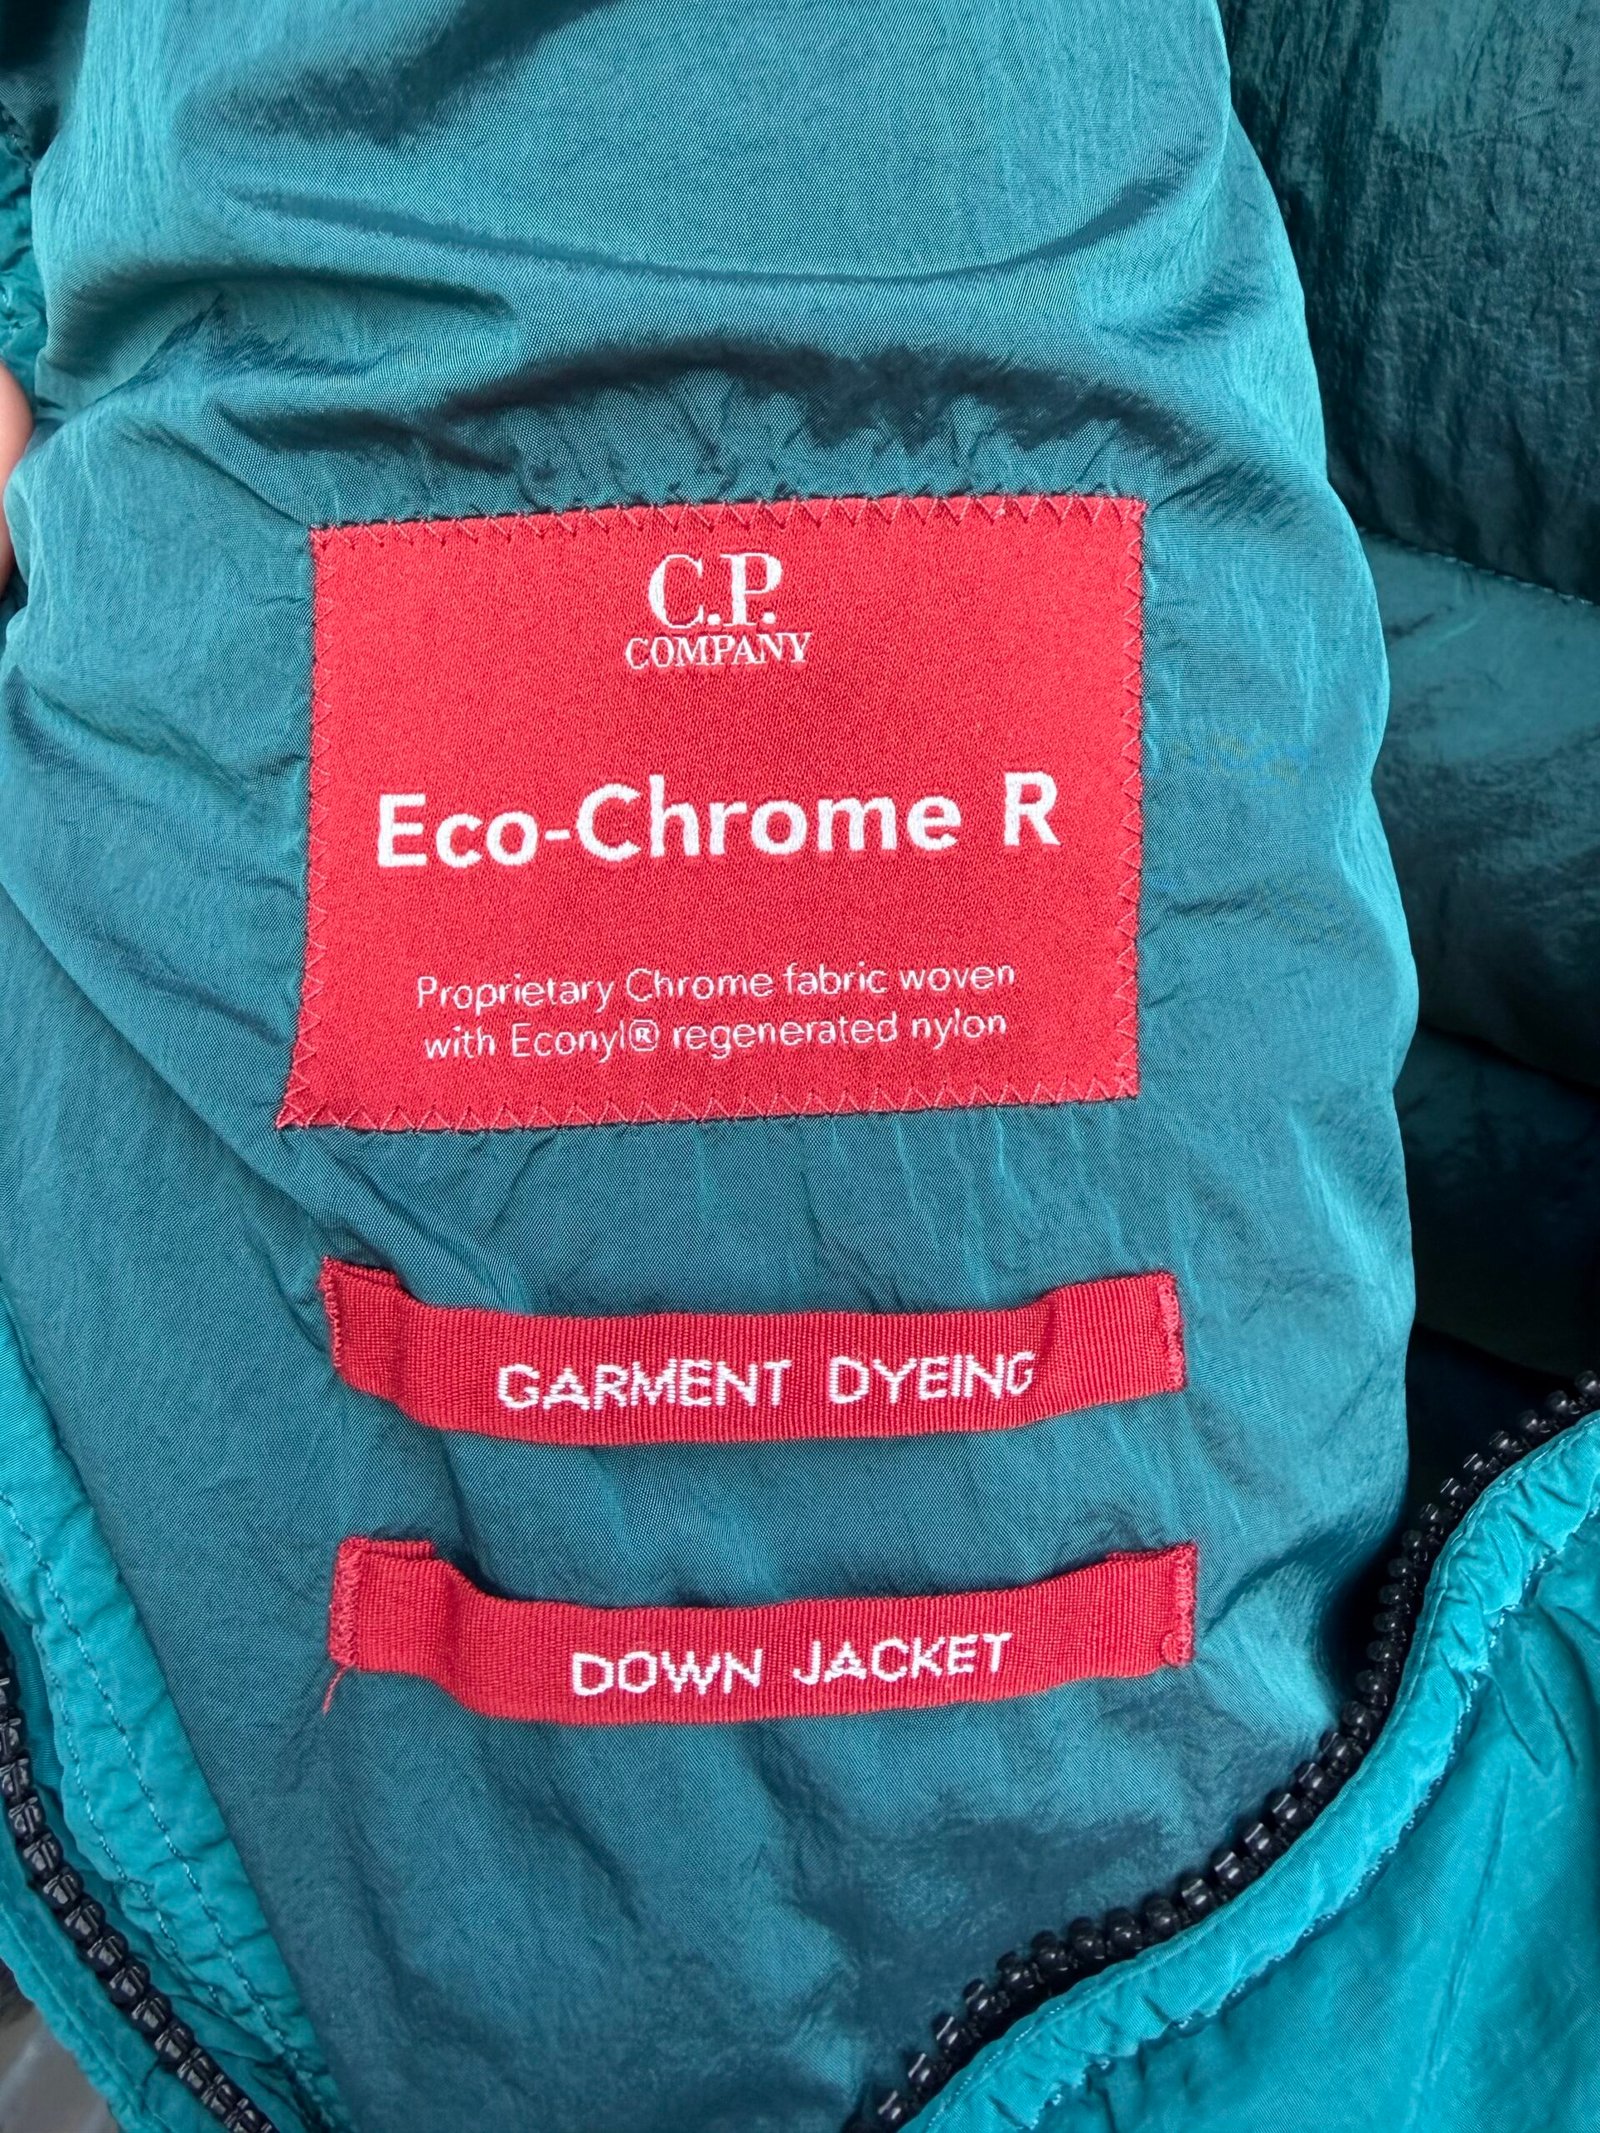 C.P.
COMPANY
Eco-Chrome R
Proprietary Chrome fabric woven
with Econyl® regenerated nylon
GARMENT DYEING
DOWN JACKET